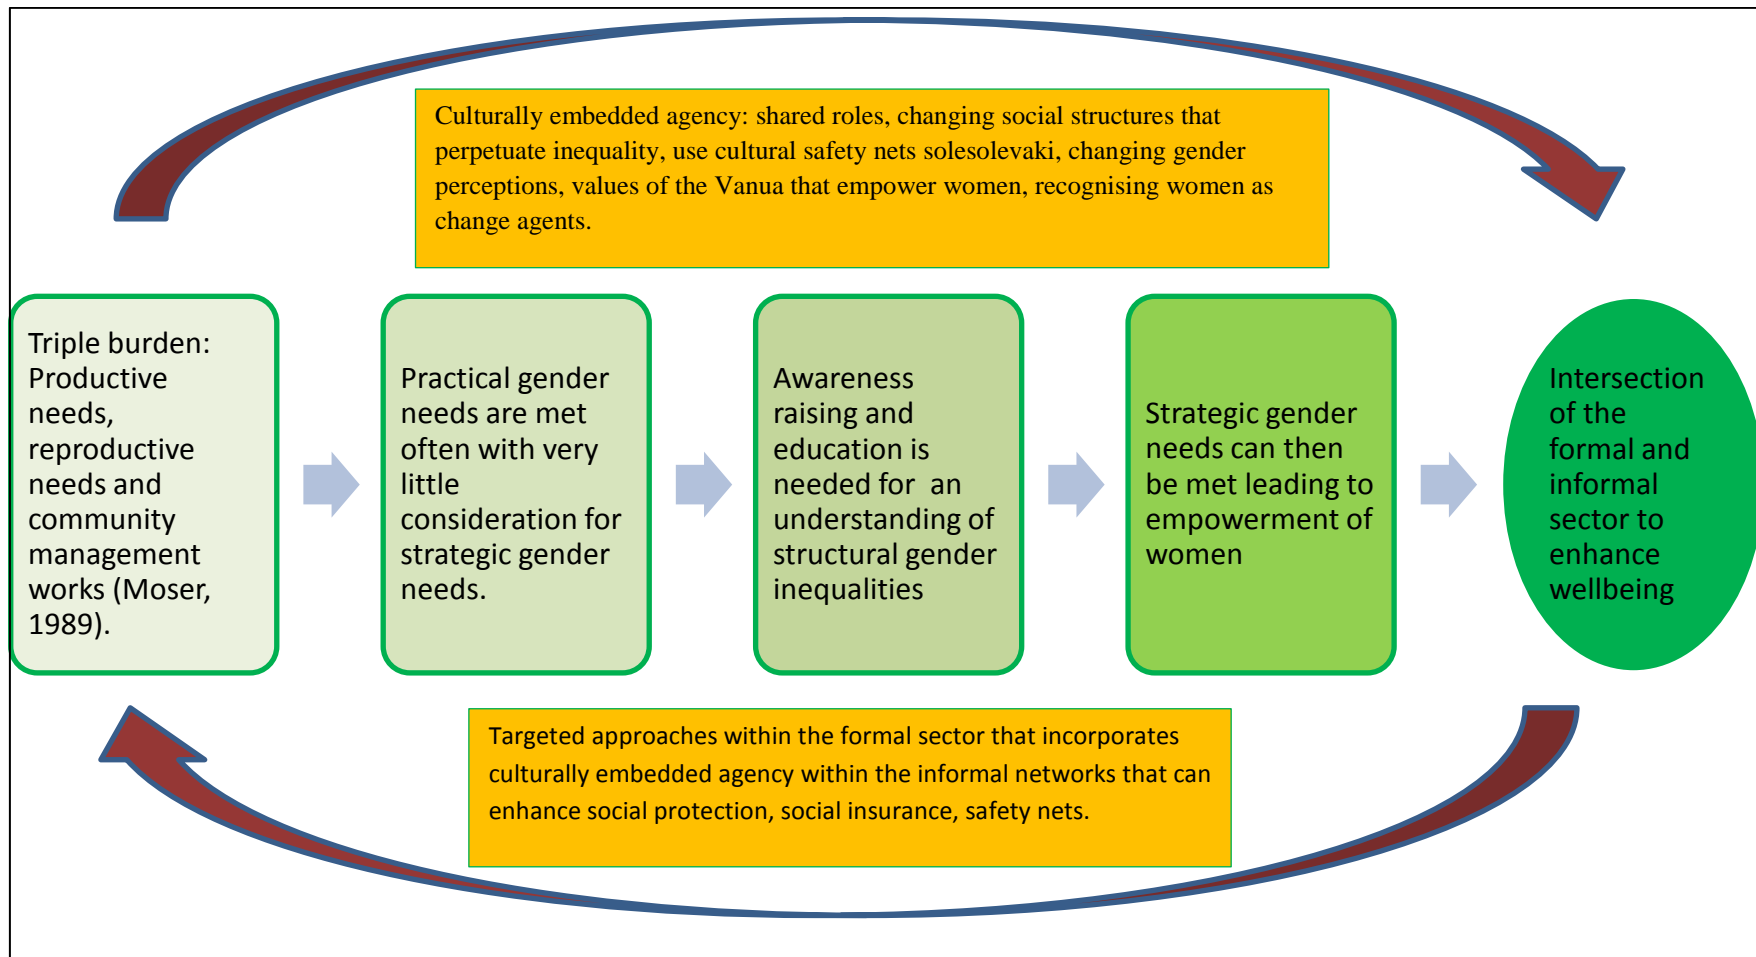 Culturally embedded agency: shared roles, changing social structures that
perpetuate inequality, use cultural safety nets solesolevaki, changing gender
perceptions, values of the Vanua that empower women, recognising women as
change agents.
Triple burden:
Productive
needs,
reproductive
needs and
community
management
works (Moser,
1989).
Practical gender
needs are met
often with very
little
consideration for
strategic gender
needs.
Awareness
raising and
education is
needed for  an
understanding of
structural gender
inequalities
Strategic gender
needs can then
be met leading to
empowerment of
women
Intersection
of the
formal and
informal
sector to
enhance
wellbeing
Targeted approaches within the formal sector that incorporates
culturally embedded agency within the informal networks that can
enhance social protection, social insurance, safety nets.